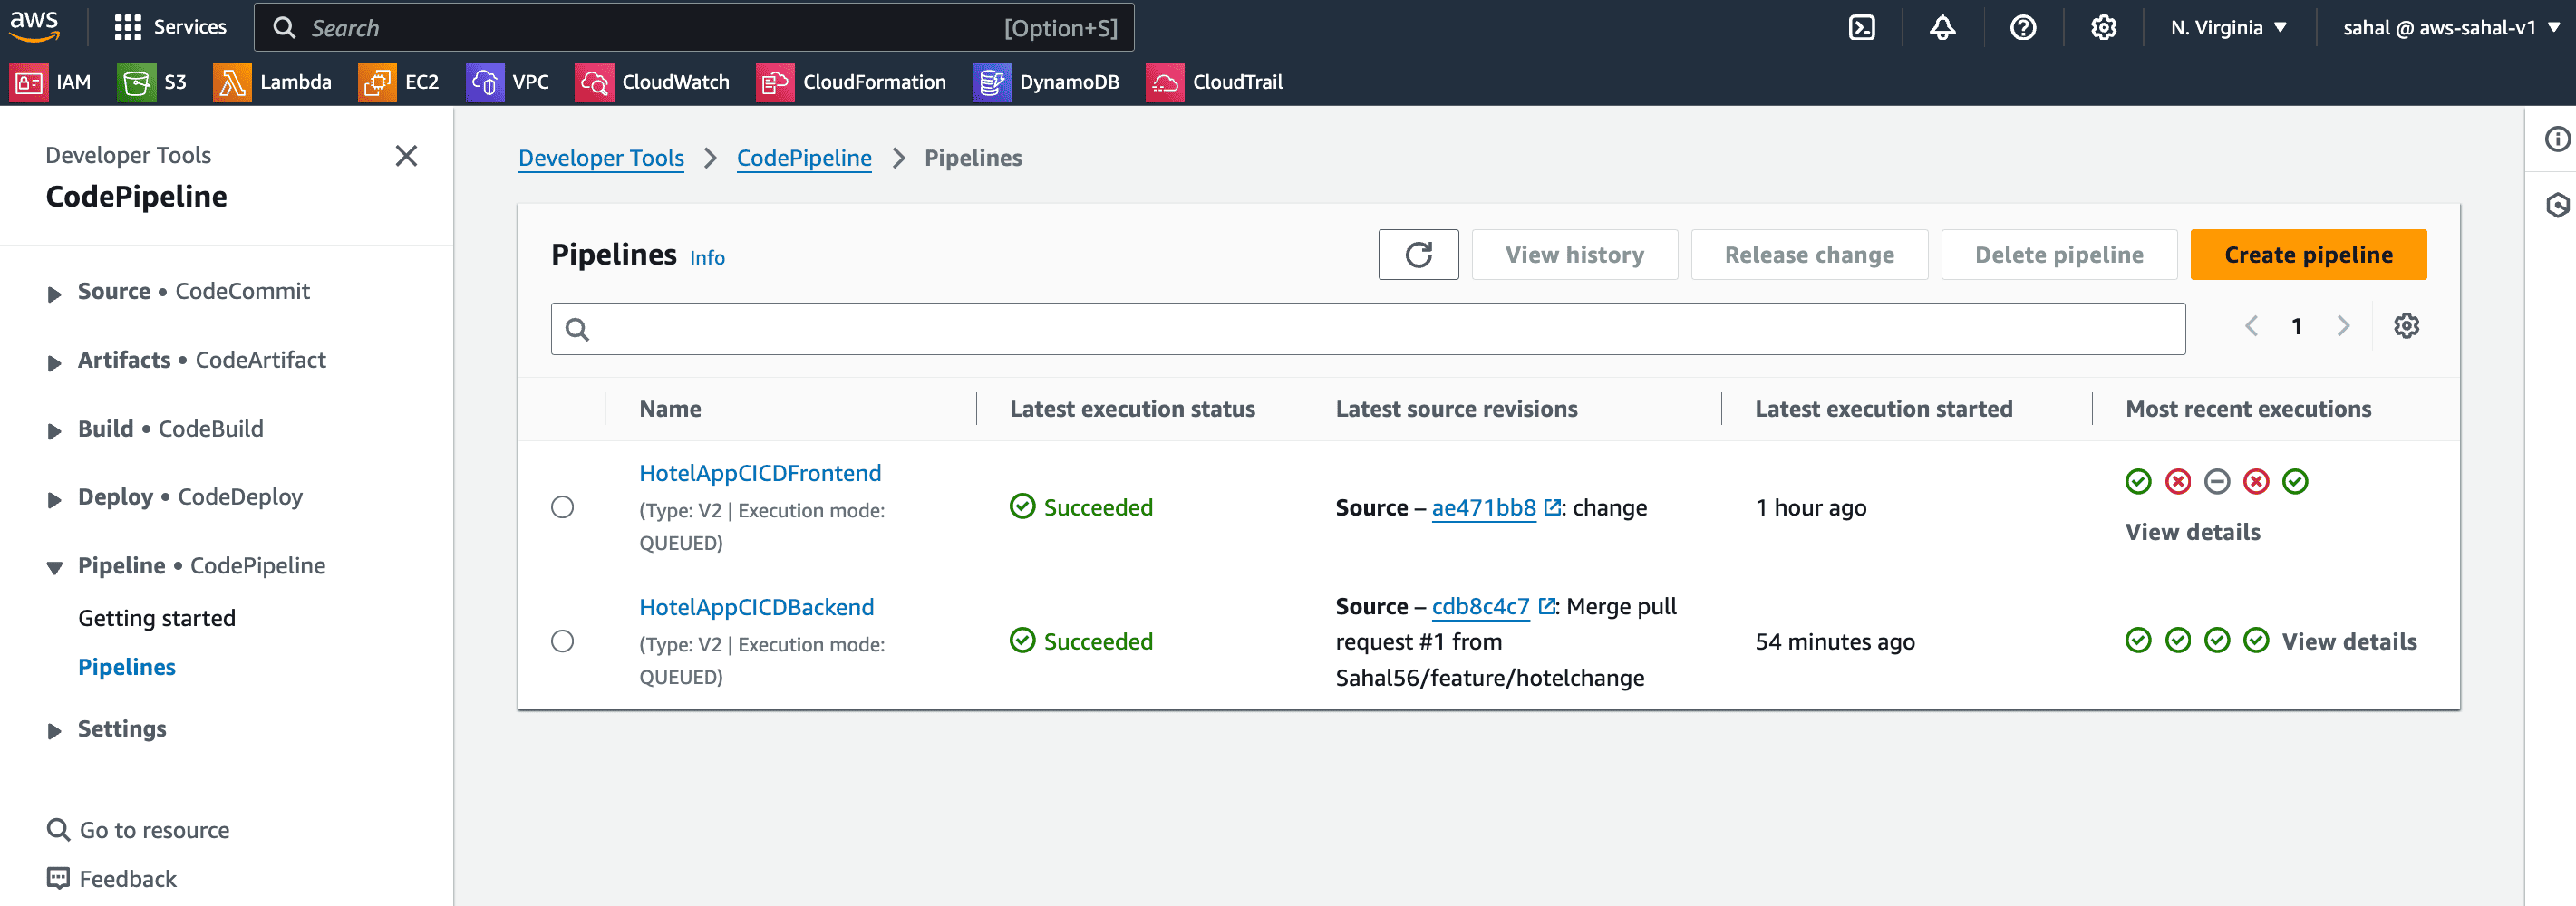 aws
Services
Search
[Option+S]
N. Virginia
sahal @ aws-sahal-v1
IAM
S3
Lambda
EC2
VPC
CloudWatch
CloudFormation
DynamoDB
CloudTrail
Developer Tools
CodePipeline
Source • CodeCommit
Artifacts • CodeArtifact
Build • CodeBuild
Deploy • CodeDeploy
Pipeline • CodePipeline
Getting started
Pipelines
Settings
Go to resource
Feedback
Developer Tools
CodePipeline
Pipelines
Pipelines Info
View history
Release change
Delete pipeline
Create pipeline
1
Name
Latest execution status
Latest source revisions
Latest execution started
Most recent executions
HotelAppCICDFrontend
(Type: V2 | Execution mode:
QUEUED)
Succeeded
Source – ae471bb8 : change
1 hour ago
View details
HotelAppCICDBackend
(Type: V2 | Execution mode:
QUEUED)
Succeeded
Source – cdb8c4c7 : Merge pull
request #1 from
Sahal56/feature/hotelchange
54 minutes ago
View details